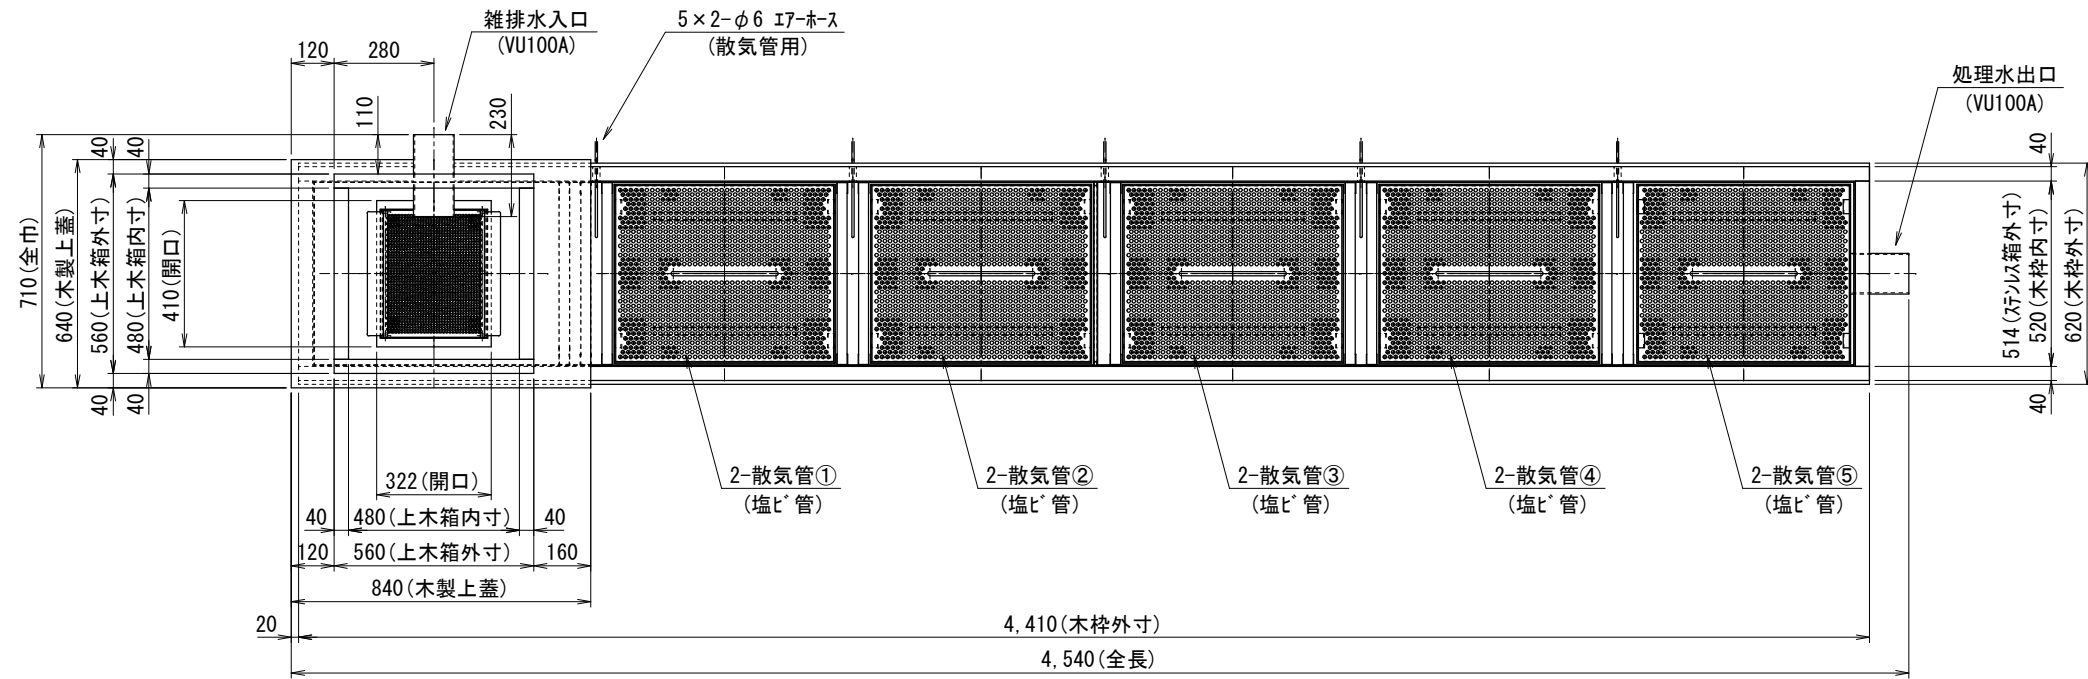 雑排水入口
(VU100A)
5×2-φ6 ｴｱｰﾎｰｽ
(散気管用)
処理水出口
(VU100A)
120
280
110
230
40
40
40
710(全巾)
640(木製上蓋)
560(上木箱外寸)
480(上木箱内寸)
410(開口)
514(ｽﾃﾝﾚｽ箱外寸)
520(木枠内寸)
620(木枠外寸)
40
40
40
2-散気管①
(塩ﾋﾞ管)
2-散気管②
(塩ﾋﾞ管)
2-散気管③
(塩ﾋﾞ管)
2-散気管④
(塩ﾋﾞ管)
2-散気管⑤
(塩ﾋﾞ管)
322(開口)
40
480(上木箱内寸)
40
120
560(上木箱外寸)
160
840(木製上蓋)
20
4,410(木枠外寸)
4,540(全長)